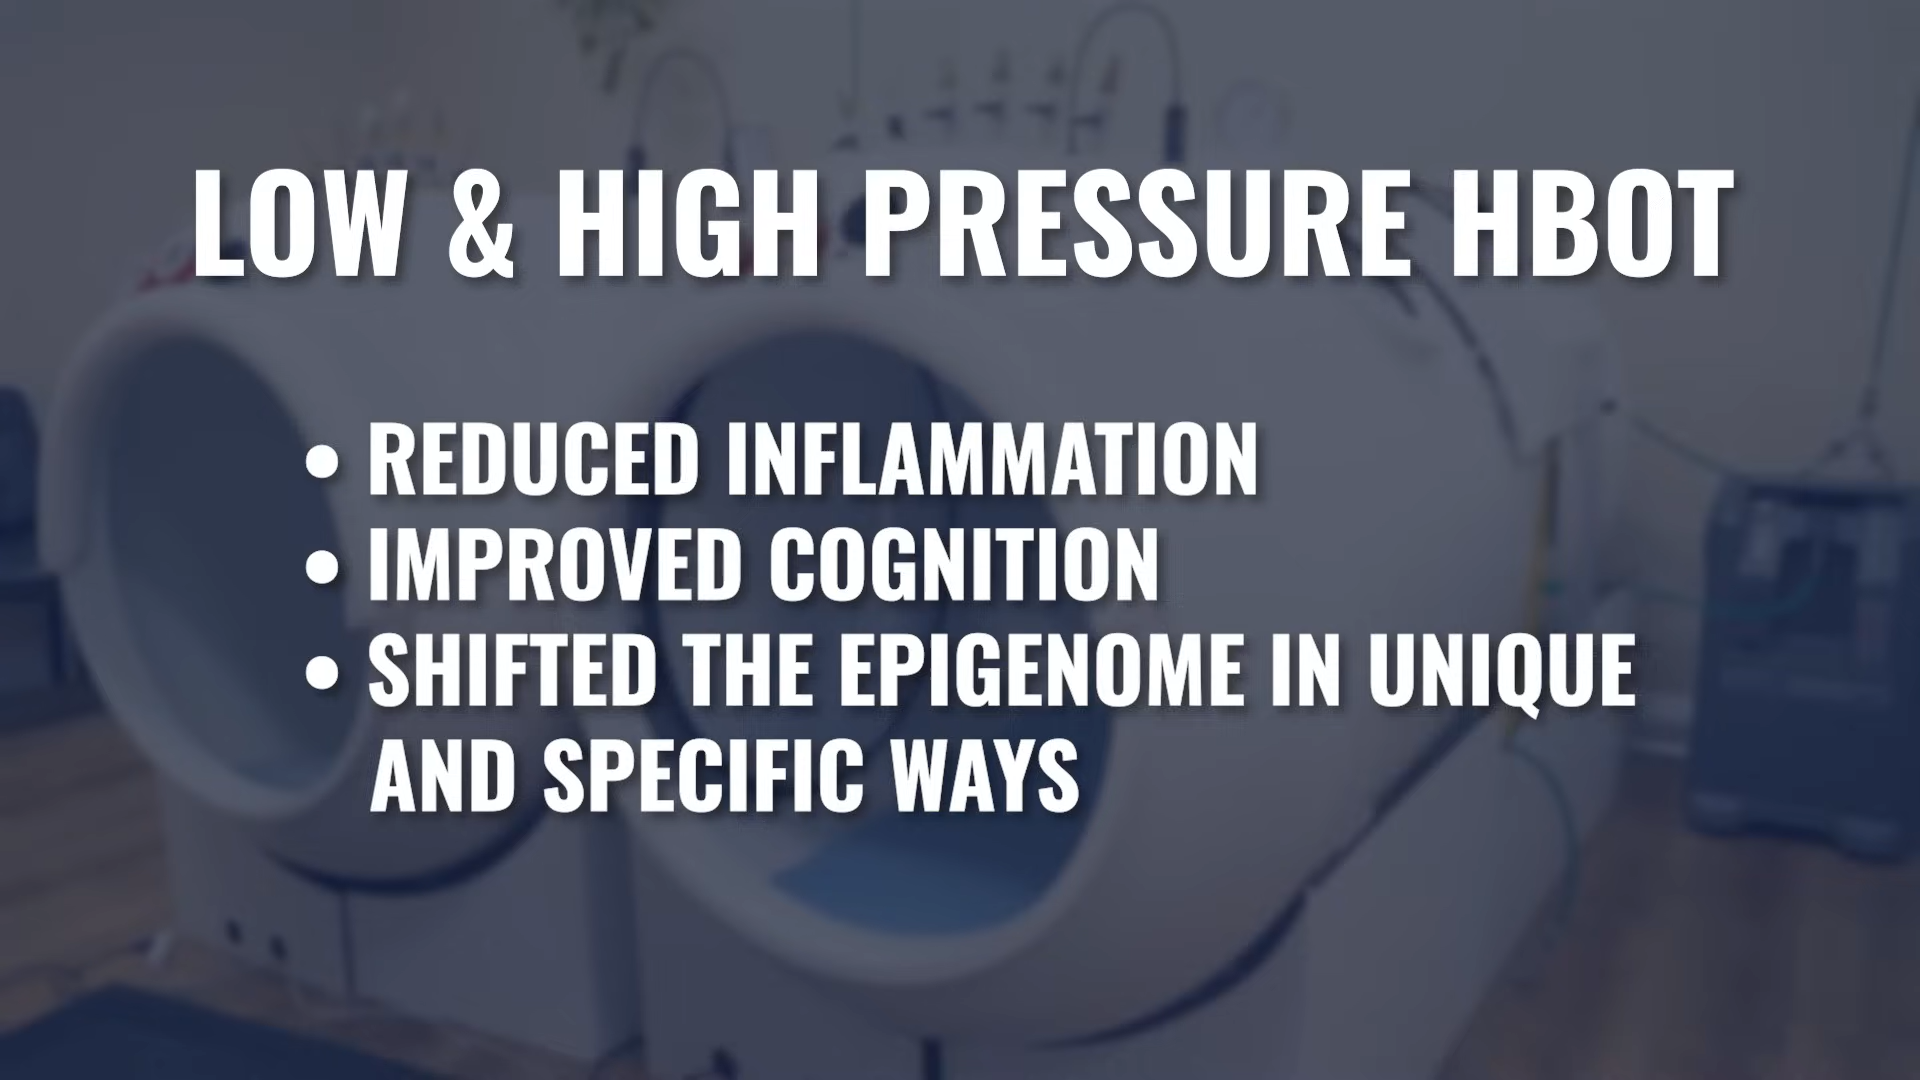 LOW & HIGH PRESSURE HBOT
• REDUCED INFLAMMATION
• IMPROVED COGNITION
• SHIFTED THE EPIGENOME IN UNIQUE
AND SPECIFIC WAYS